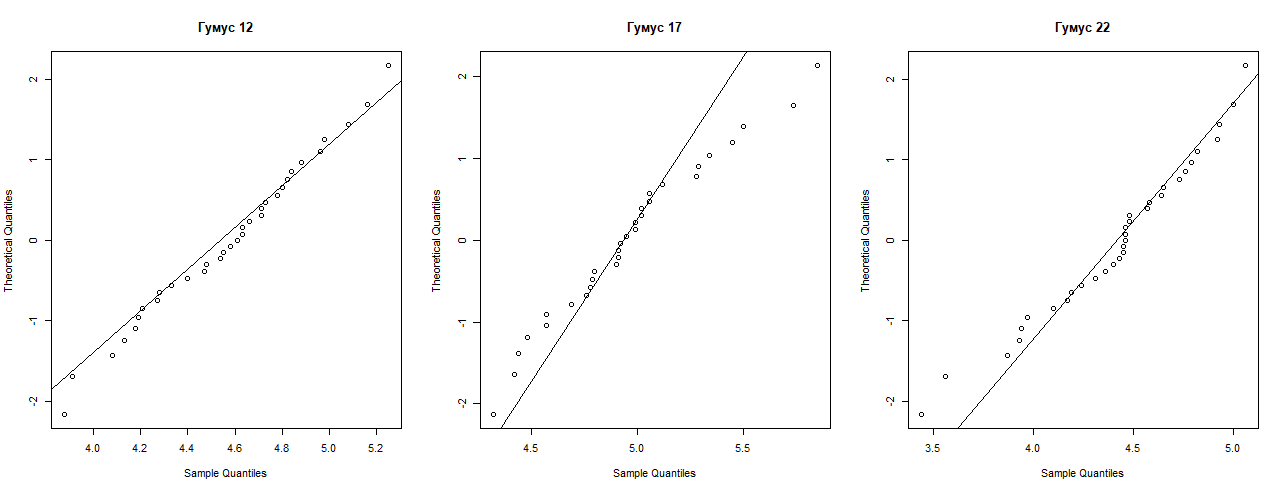 Гумус 12
Theoretical Quantiles
2
1
0
-1
-2
4.0 4.2 4.4 4.6 4.8 5.0 5.2
Sample Quantiles
Гумус 17
Theoretical Quantiles
2
1
0
-1
-2
4.5 5.0 5.5
Sample Quantiles
Гумус 22
Theoretical Quantiles
2
1
0
-1
-2
3.5 4.0 4.5 5.0
Sample Quantiles